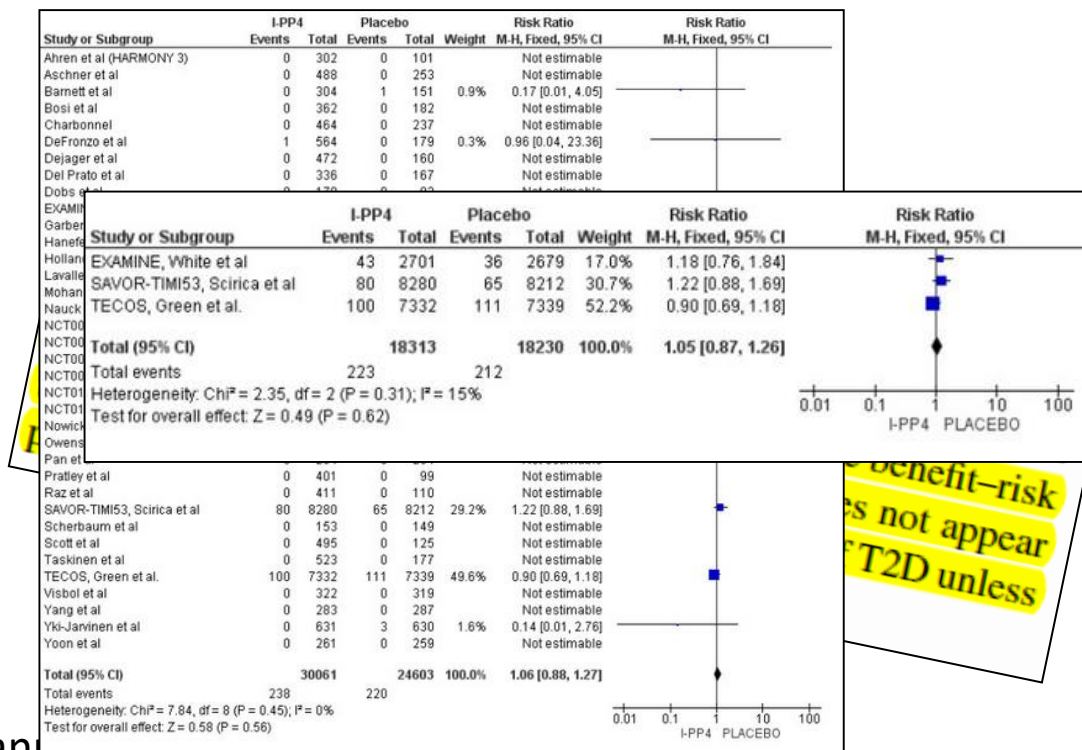 I-PP4 Placebo Risk Ratio Risk Ratio
Study or Subgroup Events Total Events Total Weight M-H, Fixed, 95% CI M-H, Fixed, 95% CI
Ahren et al (HARMONY 3) 0 302 0 101 Not estimable
Aschner et al 0 488 0 253 Not estimable
Barnett et al 0 304 1 151 0.9% 0.17 [0.01, 4.05]
Bosi et al 0 362 0 182 Not estimable
Charbonnel 0 464 0 237 Not estimable
DeFronzo et al 1 564 0 179 0.3% 0.96 [0.04, 23.36]
Dejager et al 0 472 0 160 Not estimable
Del Prato et al 0 336 0 167 Not estimable
Dobs
EXAMIN
Garber
Hanefe
Hollan
Lavalle
Mohan
Nauck
NCT00
NCT00
NCT00
NCT00
NCT01
NCT01
Nowick
Owens
Pan et
I-PP4 Placebo Risk Ratio Risk Ratio
Study or Subgroup Events Total Events Total Weight M-H, Fixed, 95% CI M-H, Fixed, 95% CI
EXAMINE, White et al 43 2701 36 2679 17.0% 1.18 [0.76, 1.84]
SAVOR-TIMI53, Scirica et al 80 8280 65 8212 30.7% 1.22 [0.88, 1.69]
TECOS, Green et al. 100 7332 111 7339 52.2% 0.90 [0.69, 1.18]
Total (95% CI) 18313 18230 100.0% 1.05 [0.87, 1.26]
Total events 223 212
Heterogeneity: Chi² = 2.35, df = 2 (P = 0.31); I² = 15%
Test for overall effect: Z = 0.49 (P = 0.62)
0.01 0.1 1 10 100
I-PP4 PLACEBO
Pratley et al 0 401 0 99 Not estimable
Raz et al 0 411 0 110 Not estimable
SAVOR-TIMI53, Scirica et al 80 8280 65 8212 29.2% 1.22 [0.88, 1.69]
Scherbaum et al 0 153 0 149 Not estimable
Scott et al 0 495 0 125 Not estimable
Taskinen et al 0 523 0 177 Not estimable
TECOS, Green et al. 100 7332 111 7339 49.6% 0.90 [0.69, 1.18]
Visbol et al 0 322 0 319 Not estimable
Yang et al 0 283 0 287 Not estimable
Yki-Jarvinen et al 0 631 3 630 1.6% 0.14 [0.01, 2.76]
Yoon et al 0 261 0 259 Not estimable
Total (95% CI) 30061 24603 100.0% 1.06 [0.88, 1.27]
Total events 238 220
Heterogeneity: Chi² = 7.84, df = 8 (P = 0.45); I² = 0%
Test for overall effect: Z = 0.58 (P = 0.56)
0.01 0.1 1 10 100
I-PP4 PLACEBO
benefit–risk
es not appear
T2D unless